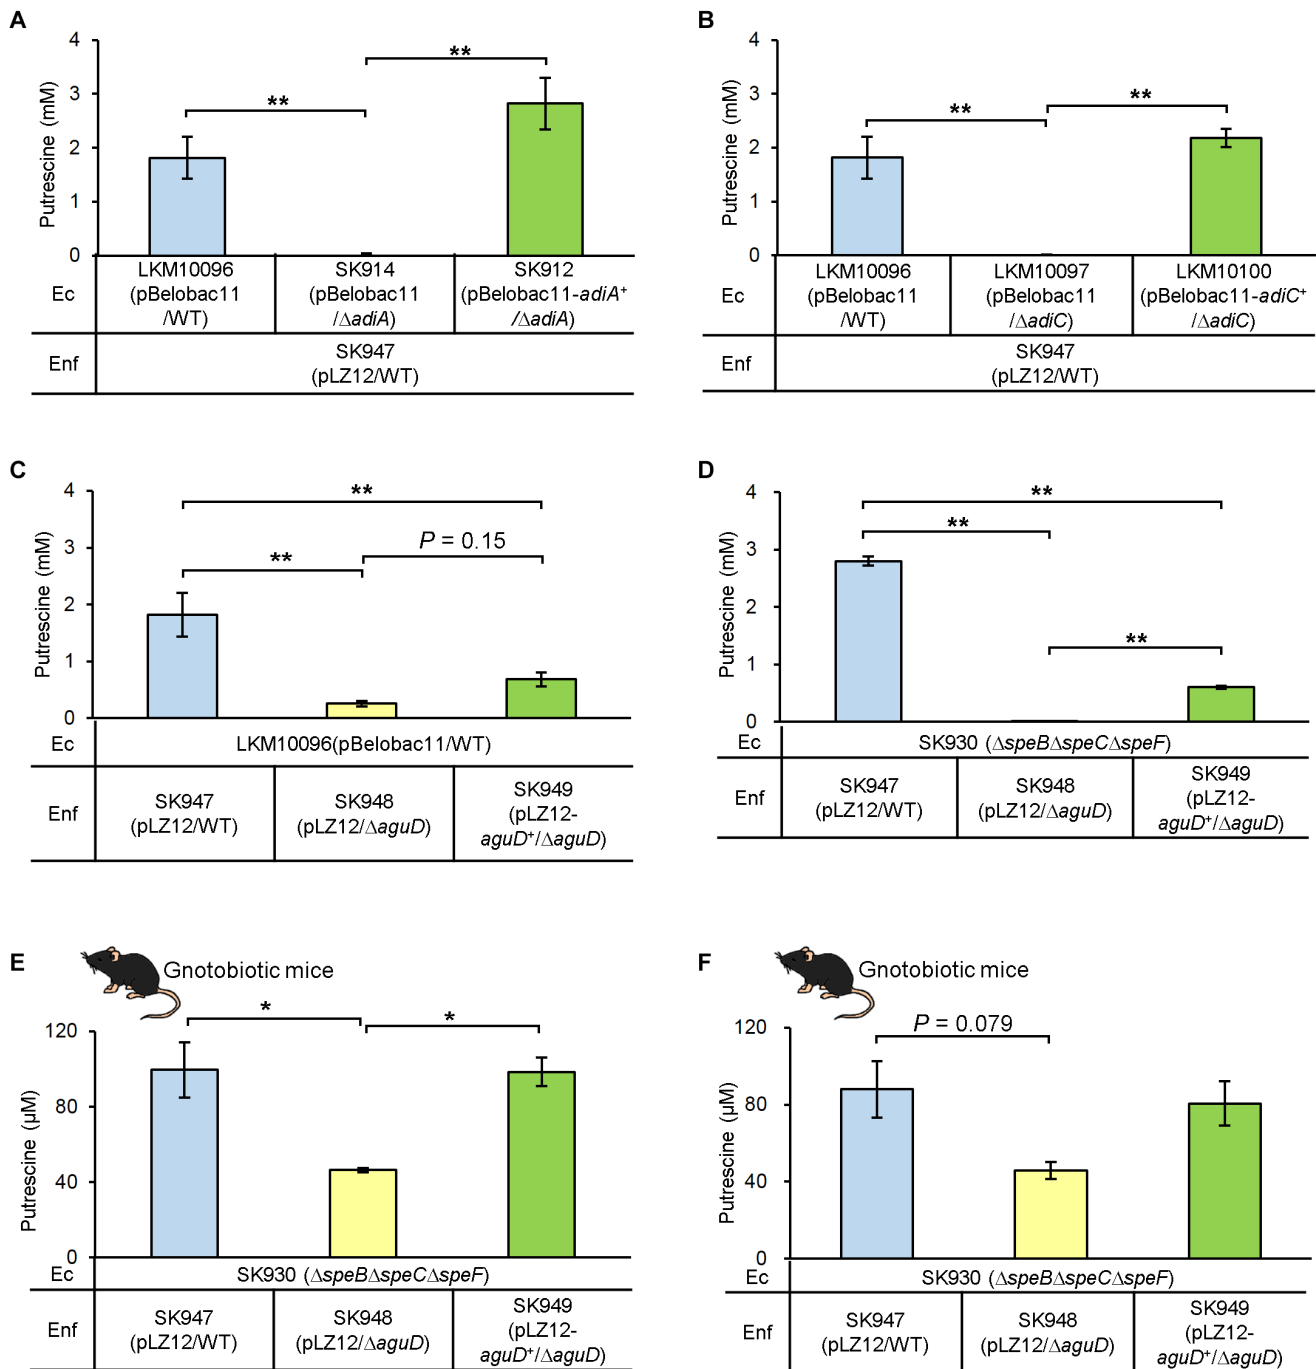 A
Putrescine (mM)
4
3
2
1
0
**
**
Ec
LKM10096
(pBelobac11
/WT)
SK914
(pBelobac11
/ΔadiA)
SK912
(pBelobac11-adiA⁺
/ΔadiA)
Enf
SK947
(pLZ12/WT)
B
Putrescine (mM)
4
3
2
1
0
**
**
Ec
LKM10096
(pBelobac11
/WT)
LKM10097
(pBelobac11
/ΔadiC)
LKM10100
(pBelobac11-adiC⁺
/ΔadiC)
Enf
SK947
(pLZ12/WT)
C
Putrescine (mM)
4
3
2
1
0
**
P = 0.15
**
Ec
LKM10096(pBelobac11/WT)
Enf
SK947
(pLZ12/WT)
SK948
(pLZ12/ΔaguD)
SK949
(pLZ12-
aguD⁺/ΔaguD)
D
Putrescine (mM)
4
3
2
1
0
**
**
**
Ec
SK930 (ΔspeBΔspeCΔspeF)
Enf
SK947
(pLZ12/WT)
SK948
(pLZ12/ΔaguD)
SK949
(pLZ12-
aguD⁺/ΔaguD)
E
Gnotobiotic mice
Putrescine (μM)
120
80
40
0
*
*
Ec
SK930 (ΔspeBΔspeCΔspeF)
Enf
SK947
(pLZ12/WT)
SK948
(pLZ12/ΔaguD)
SK949
(pLZ12-
aguD⁺/ΔaguD)
F
Gnotobiotic mice
Putrescine (μM)
120
80
40
0
P = 0.079
Ec
SK930 (ΔspeBΔspeCΔspeF)
Enf
SK947
(pLZ12/WT)
SK948
(pLZ12/ΔaguD)
SK949
(pLZ12-
aguD⁺/ΔaguD)